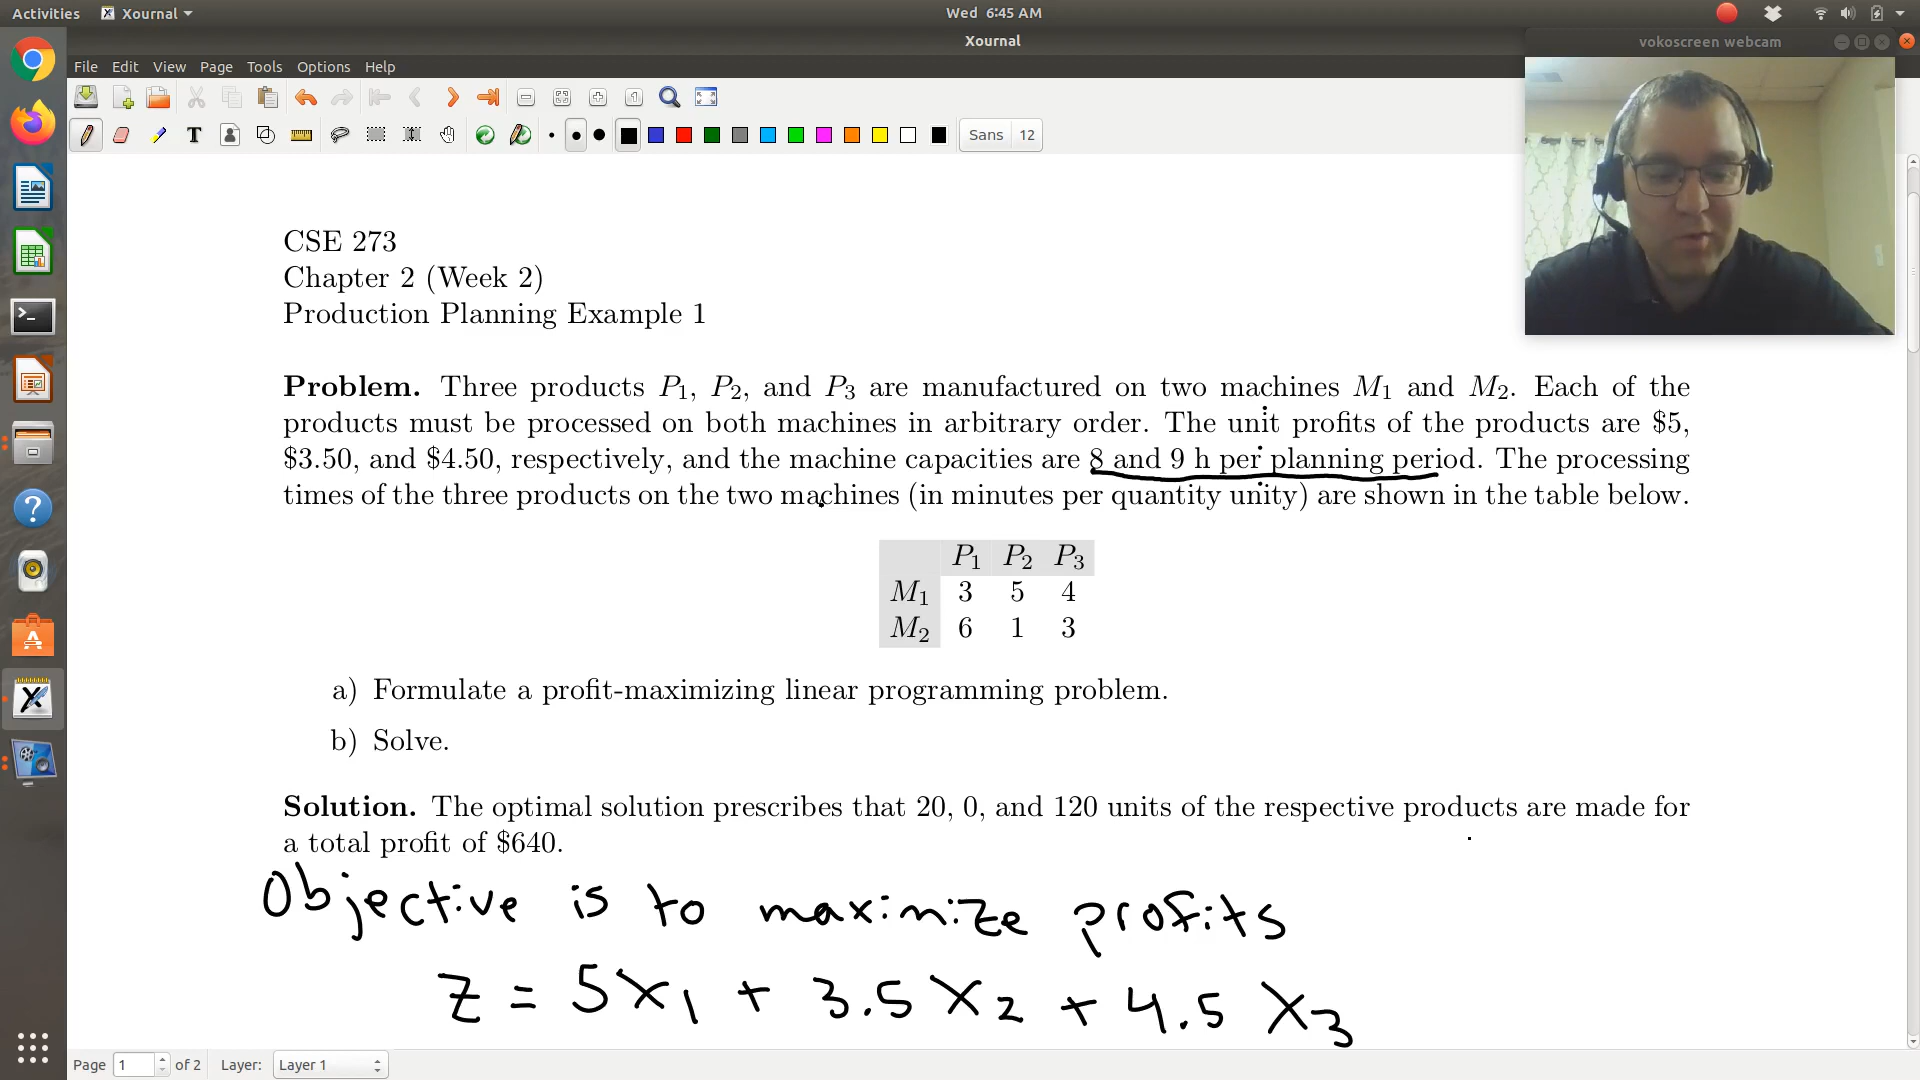 Activities Xournal Wed 6:45 AM
Xournal
vokoscreen webcam
File Edit View Page Tools Options Help
Sans 12
CSE 273
Chapter 2 (Week 2)
Production Planning Example 1
Problem. Three products P1, P2, and P3 are manufactured on two machines M1 and M2. Each of the
products must be processed on both machines in arbitrary order. The unit profits of the products are $5,
$3.50, and $4.50, respectively, and the machine capacities are 8 and 9 h per planning period. The processing
times of the three products on the two machines (in minutes per quantity unity) are shown in the table below.
P1 P2 P3
M1 3 5 4
M2 6 1 3
a) Formulate a profit-maximizing linear programming problem.
b) Solve.
Solution. The optimal solution prescribes that 20, 0, and 120 units of the respective products are made for
a total profit of $640.
Objective is to maximize profits
z = 5x1 + 3.5x2 + 4.5x3
Page 1 of 2 Layer: Layer 1